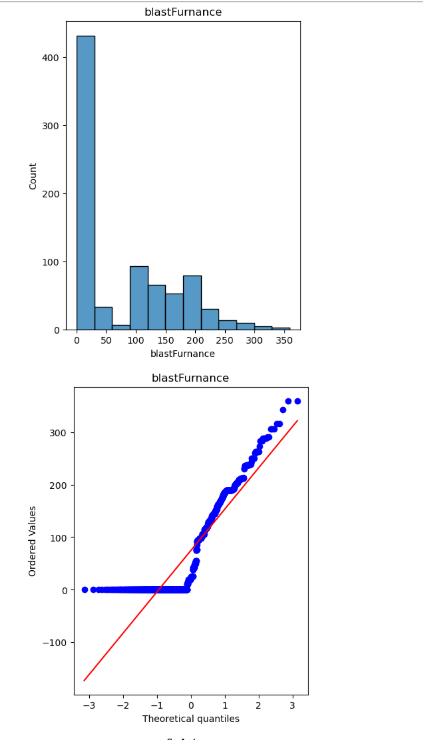 blastFurnance
400
300
200
100
0
Count
0 50 100 150 200 250 300 350
blastFurnance
blastFurnance
300
200
100
0
−100
Ordered Values
−3 −2 −1 0 1 2 3
Theoretical quantiles